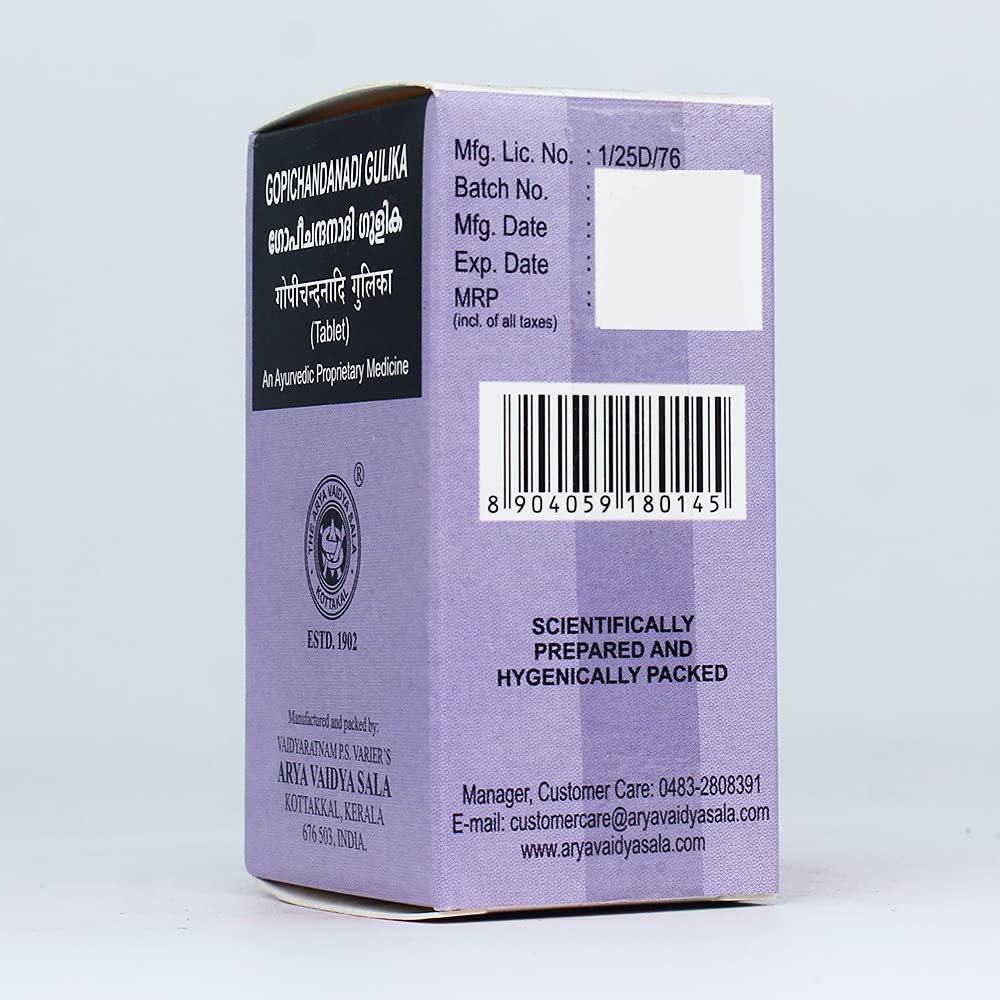 GOPICHANDANADI GULIKA
ഗോപീചന്ദനാദി ഗുളിക
गोपीचन्दनादि गुलिका
(Tablet)
An Ayurvedic Proprietary Medicine
®
THE ARYA VAIDYA SALA
KOTTAKAL
ESTD. 1902
Manufactured and packed by:
VAIDYARATNAM P.S. VARIER'S
ARYA VAIDYA SALA
KOTTAKKAL, KERALA
676 503, INDIA.
Mfg. Lic. No. : 1/25D/76
Batch No. :
Mfg. Date :
Exp. Date :
MRP :
(incl. of all taxes)
8 904059 180145
SCIENTIFICALLY
PREPARED AND
HYGENICALLY PACKED
Manager, Customer Care: 0483-2808391
E-mail: customercare@aryavaidyasala.com
www.aryavaidyasala.com